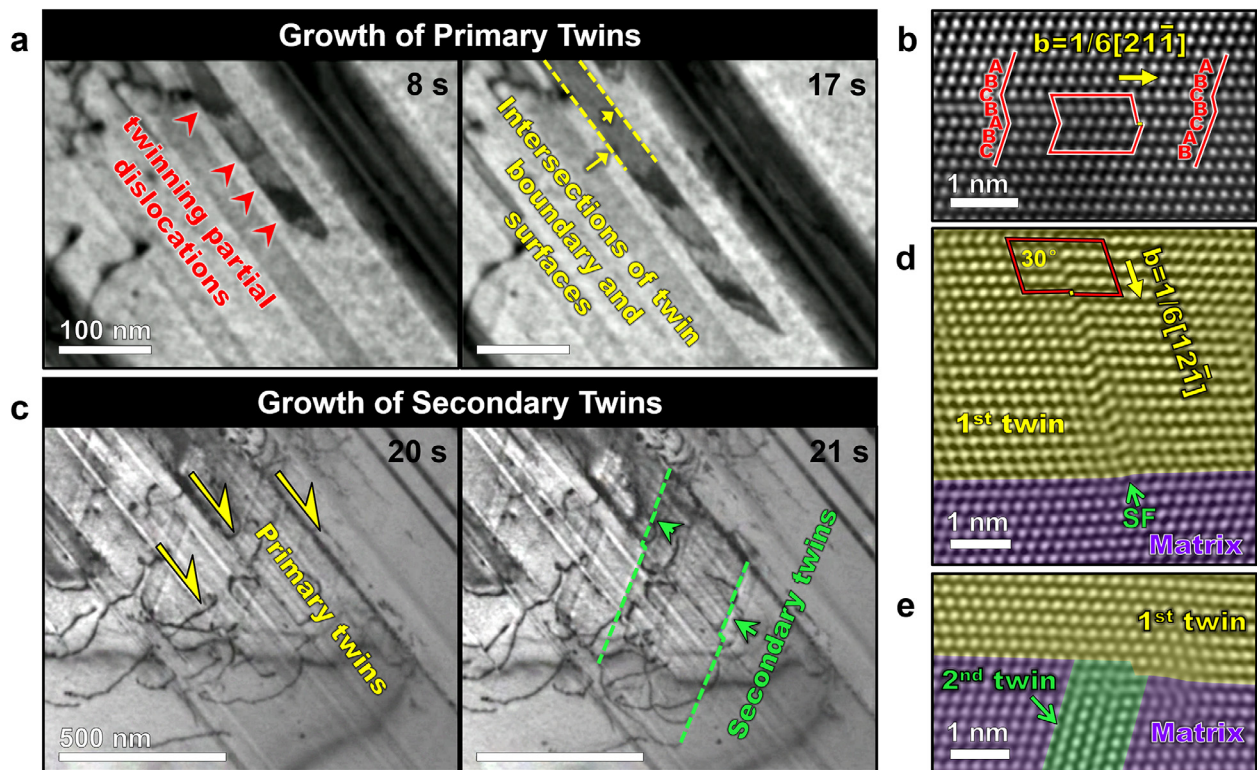 a
Growth of Primary Twins
8 s
twinning partial
dislocations
100 nm
17 s
Intersections of twin
boundary and
surfaces
b
b=1/6[211̄]
A
B
C
B
A
B
C
A
B
C
B
C
A
B
1 nm
c
Growth of Secondary Twins
20 s
Primary twins
500 nm
21 s
Secondary twins
d
30°
b=1/6[121̄]
1st twin
SF
1 nm
Matrix
e
1st twin
2nd twin
Matrix
1 nm